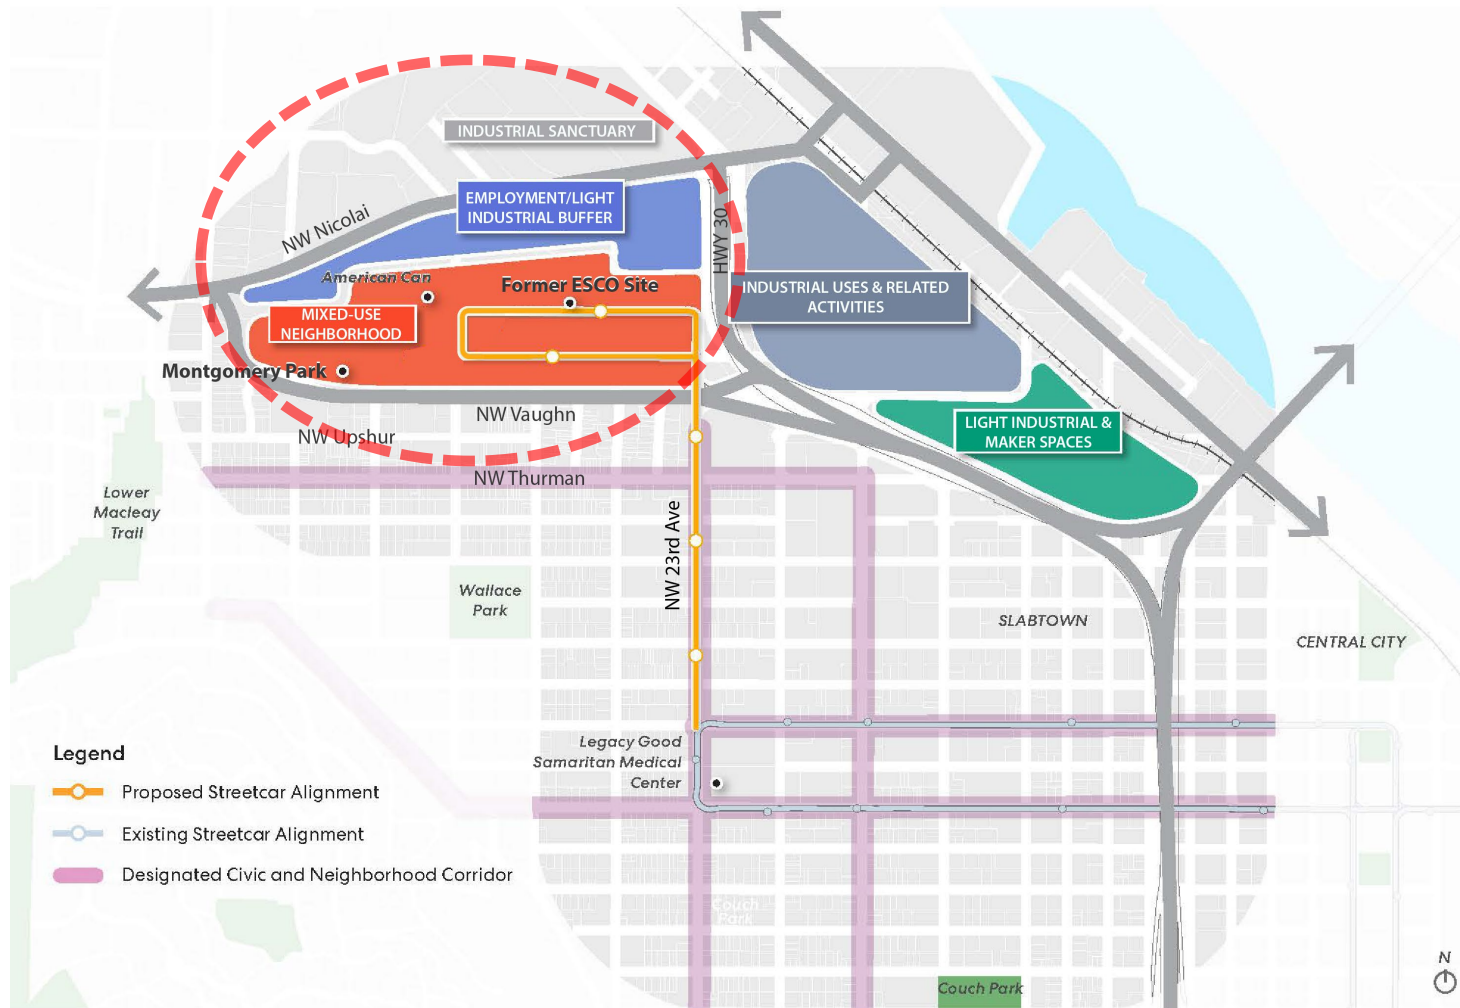 INDUSTRIAL SANCTUARY
EMPLOYMENT/LIGHT
INDUSTRIAL BUFFER
NW Nicolai
HWY 30
American Can
Former ESCO Site
INDUSTRIAL USES & RELATED
ACTIVITIES
MIXED-USE
NEIGHBORHOOD
Montgomery Park
NW Vaughn
NW Upshur
LIGHT INDUSTRIAL &
MAKER SPACES
NW Thurman
Lower
Macleay
Trail
NW 23rd Ave
Wallace
Park
SLABTOWN
CENTRAL CITY
Legacy Good
Samaritan Medical
Center
Legend
Proposed Streetcar Alignment
Existing Streetcar Alignment
Designated Civic and Neighborhood Corridor
Couch
Park
Couch Park
N